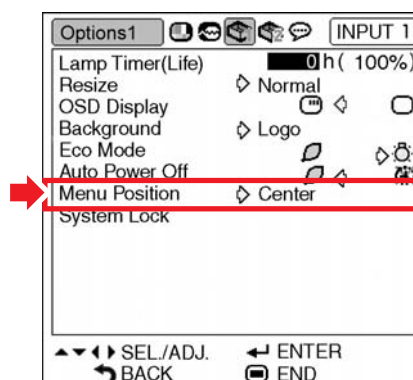 Options1 INPUT 1
Lamp Timer(Life) 0 h ( 100%)
Resize Normal
OSD Display
Background Logo
Eco Mode
Auto Power Off
Menu Position Center
System Lock
SEL./ADJ. ENTER
BACK END